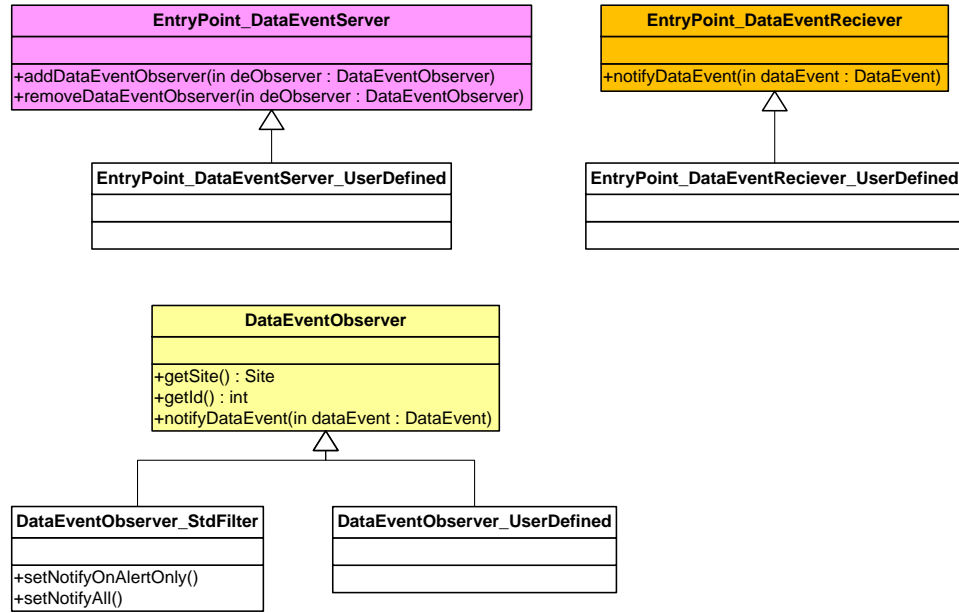 EntryPoint_DataEventServer
+addDataEventObserver(in deObserver : DataEventObserver)
+removeDataEventObserver(in deObserver : DataEventObserver)
EntryPoint_DataEventReciever
+notifyDataEvent(in dataEvent : DataEvent)
EntryPoint_DataEventServer_UserDefined
EntryPoint_DataEventReciever_UserDefined
DataEventObserver
+getSite() : Site
+getId() : int
+notifyDataEvent(in dataEvent : DataEvent)
DataEventObserver_StdFilter
+setNotifyOnAlertOnly()
+setNotifyAll()
DataEventObserver_UserDefined